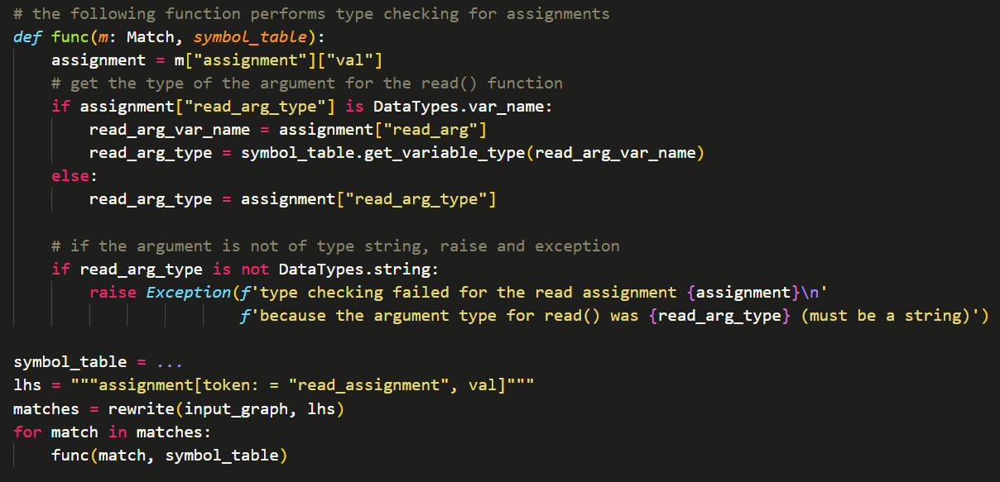 # the following function performs type checking for assignments
def func(m: Match, symbol_table):
    assignment = m["assignment"]["val"]
    # get the type of the argument for the read() function
    if assignment["read_arg_type"] is DataTypes.var_name:
        read_arg_var_name = assignment["read_arg"]
        read_arg_type = symbol_table.get_variable_type(read_arg_var_name)
    else:
        read_arg_type = assignment["read_arg_type"]

    # if the argument is not of type string, raise and exception
    if read_arg_type is not DataTypes.string:
        raise Exception(f'type checking failed for the read assignment {assignment}\n'
                        f'because the argument type for read() was {read_arg_type} (must be a string)')

symbol_table = ...
lhs = """assignment[token: = "read_assignment", val]"""
matches = rewrite(input_graph, lhs)
for match in matches:
    func(match, symbol_table)